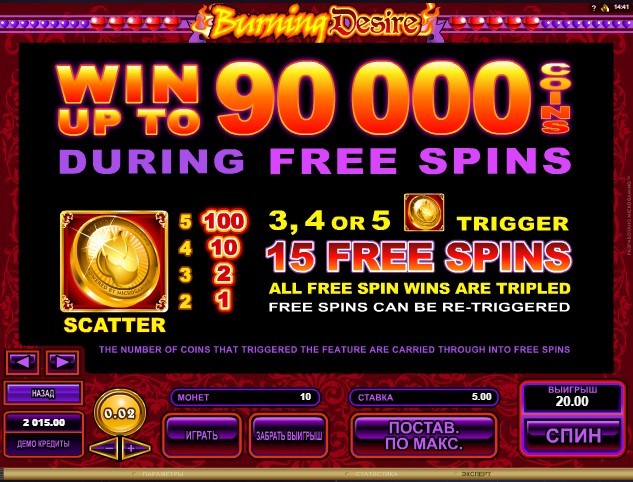 Burning Desire
? 14:41
WIN
UP TO
90 000
COINS
DURING FREE SPINS
5 100
4 10
3 2
2 1
SCATTER
3, 4 OR 5 TRIGGER
15 FREE SPINS
ALL FREE SPIN WINS ARE TRIPLED
FREE SPINS CAN BE RE-TRIGGERED
THE NUMBER OF COINS THAT TRIGGERED THE FEATURE ARE CARRIED THROUGH INTO FREE SPINS
НАЗАД
2 015.00
ДЕМО КРЕДИТЫ
0.02
МОНЕТ 10
СТАВКА 5.00
ВЫИГРЫШ
20.00
ИГРАТЬ
ЗАБРАТЬ ВЫИГРЫШ
ПОСТАВ.
ПО МАКС.
СПИН
ПАРАМЕТРЫ СТАТИСТИКА ЭКСПЕРТ